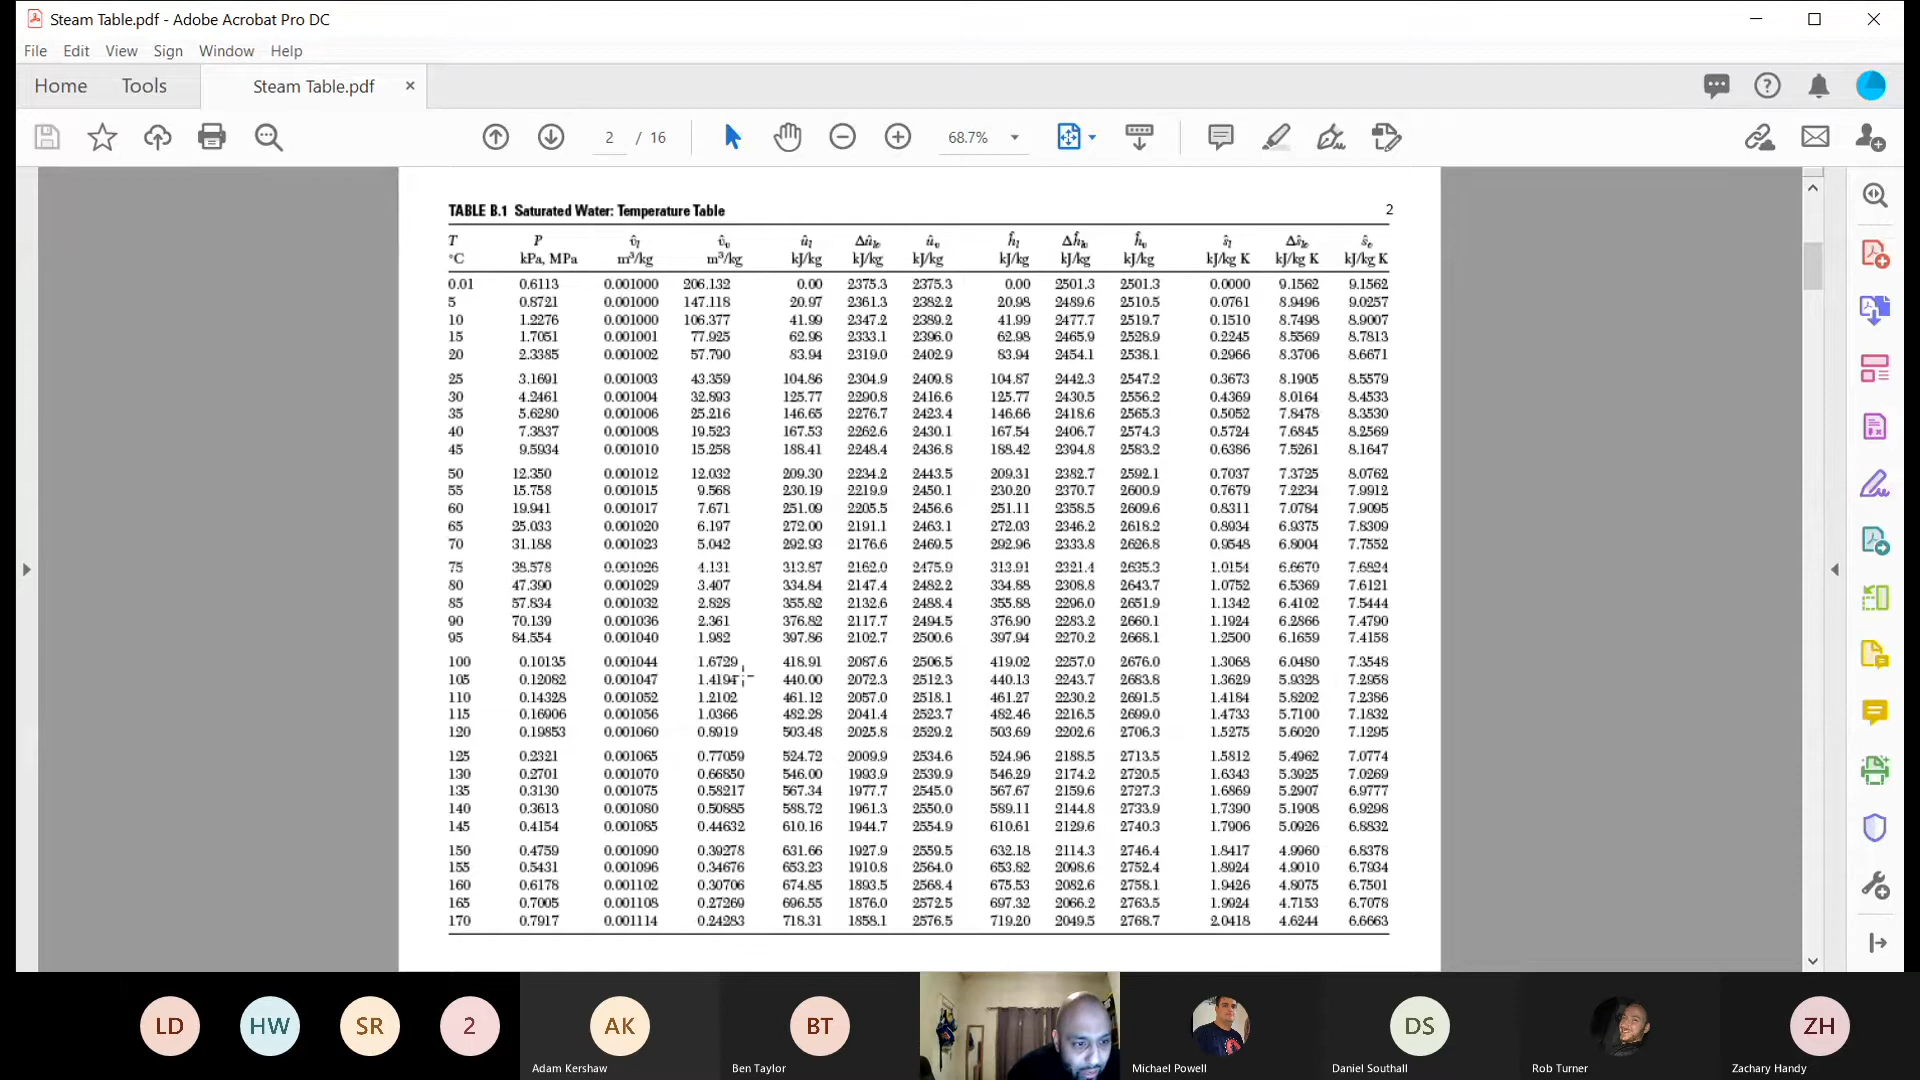 Steam Table.pdf - Adobe Acrobat Pro DC
File Edit View Sign Window Help
Home Tools Steam Table.pdf ×
2 / 16 68.7%
TABLE B.1 Saturated Water: Temperature Table 2
T P v̂l v̂v ûl Δûlv ûv ĥl Δĥlv ĥv ŝl Δŝlv ŝv
°C kPa, MPa m³/kg m³/kg kJ/kg kJ/kg kJ/kg kJ/kg kJ/kg kJ/kg kJ/kg K kJ/kg K kJ/kg K
0.01 0.6113 0.001000 206.132 0.00 2375.3 2375.3 0.00 2501.3 2501.3 0.0000 9.1562 9.1562
5 0.8721 0.001000 147.118 20.97 2361.3 2382.2 20.98 2489.6 2510.5 0.0761 8.9496 9.0257
10 1.2276 0.001000 106.377 41.99 2347.2 2389.2 41.99 2477.7 2519.7 0.1510 8.7498 8.9007
15 1.7051 0.001001 77.925 62.98 2333.1 2396.0 62.98 2465.9 2528.9 0.2245 8.5569 8.7813
20 2.3385 0.001002 57.790 83.94 2319.0 2402.9 83.94 2454.1 2538.1 0.2966 8.3706 8.6671
25 3.1691 0.001003 43.359 104.86 2304.9 2409.8 104.87 2442.3 2547.2 0.3673 8.1905 8.5579
30 4.2461 0.001004 32.893 125.77 2290.8 2416.6 125.77 2430.5 2556.2 0.4369 8.0164 8.4533
35 5.6280 0.001006 25.216 146.65 2276.7 2423.4 146.66 2418.6 2565.3 0.5052 7.8478 8.3530
40 7.3837 0.001008 19.523 167.53 2262.6 2430.1 167.54 2406.7 2574.3 0.5724 7.6845 8.2569
45 9.5934 0.001010 15.258 188.41 2248.4 2436.8 188.42 2394.8 2583.2 0.6386 7.5261 8.1647
50 12.350 0.001012 12.032 209.30 2234.2 2443.5 209.31 2382.7 2592.1 0.7037 7.3725 8.0762
55 15.758 0.001015 9.568 230.19 2219.9 2450.1 230.20 2370.7 2600.9 0.7679 7.2234 7.9912
60 19.941 0.001017 7.671 251.09 2205.5 2456.6 251.11 2358.5 2609.6 0.8311 7.0784 7.9095
65 25.033 0.001020 6.197 272.00 2191.1 2463.1 272.03 2346.2 2618.2 0.8934 6.9375 7.8309
70 31.188 0.001023 5.042 292.93 2176.6 2469.5 292.96 2333.8 2626.8 0.9548 6.8004 7.7552
75 38.578 0.001026 4.131 313.87 2162.0 2475.9 313.91 2321.4 2635.3 1.0154 6.6670 7.6824
80 47.390 0.001029 3.407 334.84 2147.4 2482.2 334.88 2308.8 2643.7 1.0752 6.5369 7.6121
85 57.834 0.001032 2.828 355.82 2132.6 2488.4 355.88 2296.0 2651.9 1.1342 6.4102 7.5444
90 70.139 0.001036 2.361 376.82 2117.7 2494.5 376.90 2283.2 2660.1 1.1924 6.2866 7.4790
95 84.554 0.001040 1.982 397.86 2102.7 2500.6 397.94 2270.2 2668.1 1.2500 6.1659 7.4158
100 0.10135 0.001044 1.6729 418.91 2087.6 2506.5 419.02 2257.0 2676.0 1.3068 6.0480 7.3548
105 0.12082 0.001047 1.4194 440.00 2072.3 2512.3 440.13 2243.7 2683.8 1.3629 5.9328 7.2958
110 0.14328 0.001052 1.2102 461.12 2057.0 2518.1 461.27 2230.2 2691.5 1.4184 5.8202 7.2386
115 0.16906 0.001056 1.0366 482.28 2041.4 2523.7 482.46 2216.5 2699.0 1.4733 5.7100 7.1832
120 0.19853 0.001060 0.8919 503.48 2025.8 2529.2 503.69 2202.6 2706.3 1.5275 5.6020 7.1295
125 0.2321 0.001065 0.77059 524.72 2009.9 2534.6 524.96 2188.5 2713.5 1.5812 5.4962 7.0774
130 0.2701 0.001070 0.66850 546.00 1993.9 2539.9 546.29 2174.2 2720.5 1.6343 5.3925 7.0269
135 0.3130 0.001075 0.58217 567.34 1977.7 2545.0 567.67 2159.6 2727.3 1.6869 5.2907 6.9777
140 0.3613 0.001080 0.50885 588.72 1961.3 2550.0 589.11 2144.8 2733.9 1.7390 5.1908 6.9298
145 0.4154 0.001085 0.44632 610.16 1944.7 2554.9 610.61 2129.6 2740.3 1.7906 5.0926 6.8832
150 0.4759 0.001090 0.39278 631.66 1927.9 2559.5 632.18 2114.3 2746.4 1.8417 4.9960 6.8378
155 0.5431 0.001096 0.34676 653.23 1910.8 2564.0 653.82 2098.6 2752.4 1.8924 4.9010 6.7934
160 0.6178 0.001102 0.30706 674.85 1893.5 2568.4 675.53 2082.6 2758.1 1.9426 4.8075 6.7501
165 0.7005 0.001108 0.27269 696.55 1876.0 2572.5 697.32 2066.2 2763.5 1.9924 4.7153 6.7078
170 0.7917 0.001114 0.24283 718.31 1858.1 2576.5 719.20 2049.5 2768.7 2.0418 4.6244 6.6663
LD HW SR 2 AK BT DS ZH
Adam Kershaw Ben Taylor Michael Powell Daniel Southall Rob Turner Zachary Handy